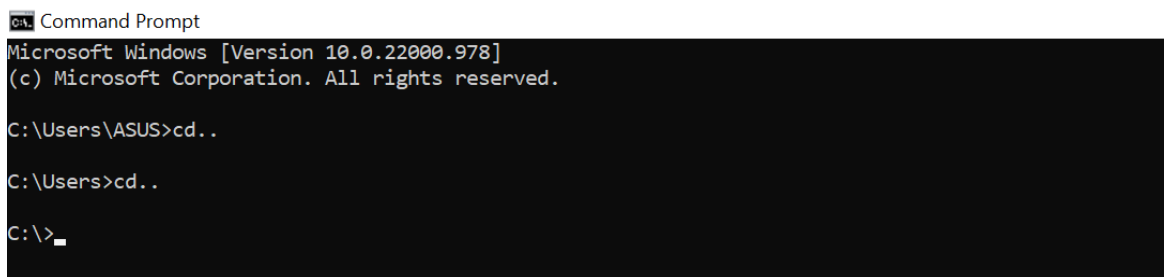 Command Prompt
Microsoft Windows [Version 10.0.22000.978]
(c) Microsoft Corporation. All rights reserved.
C:\Users\ASUS>cd..
C:\Users>cd..
C:\>